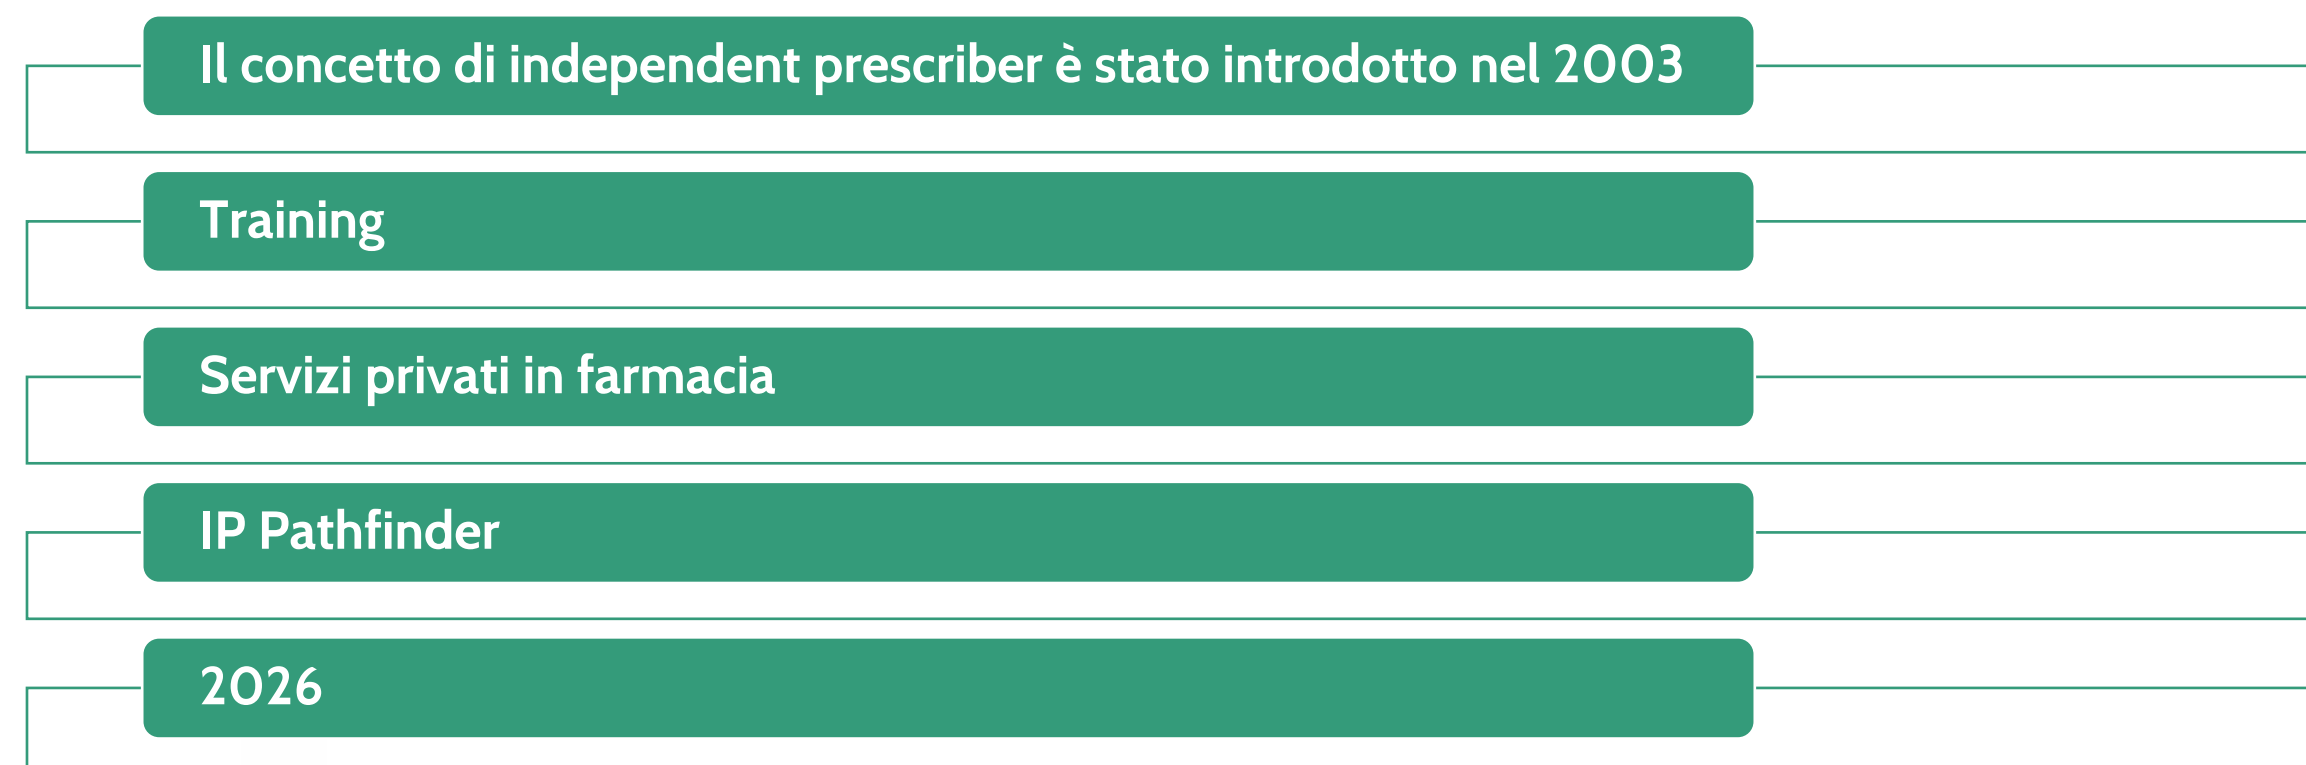 Il concetto di independent prescriber è stato introdotto nel 2003
Training
Servizi privati in farmacia
IP Pathfinder
2026